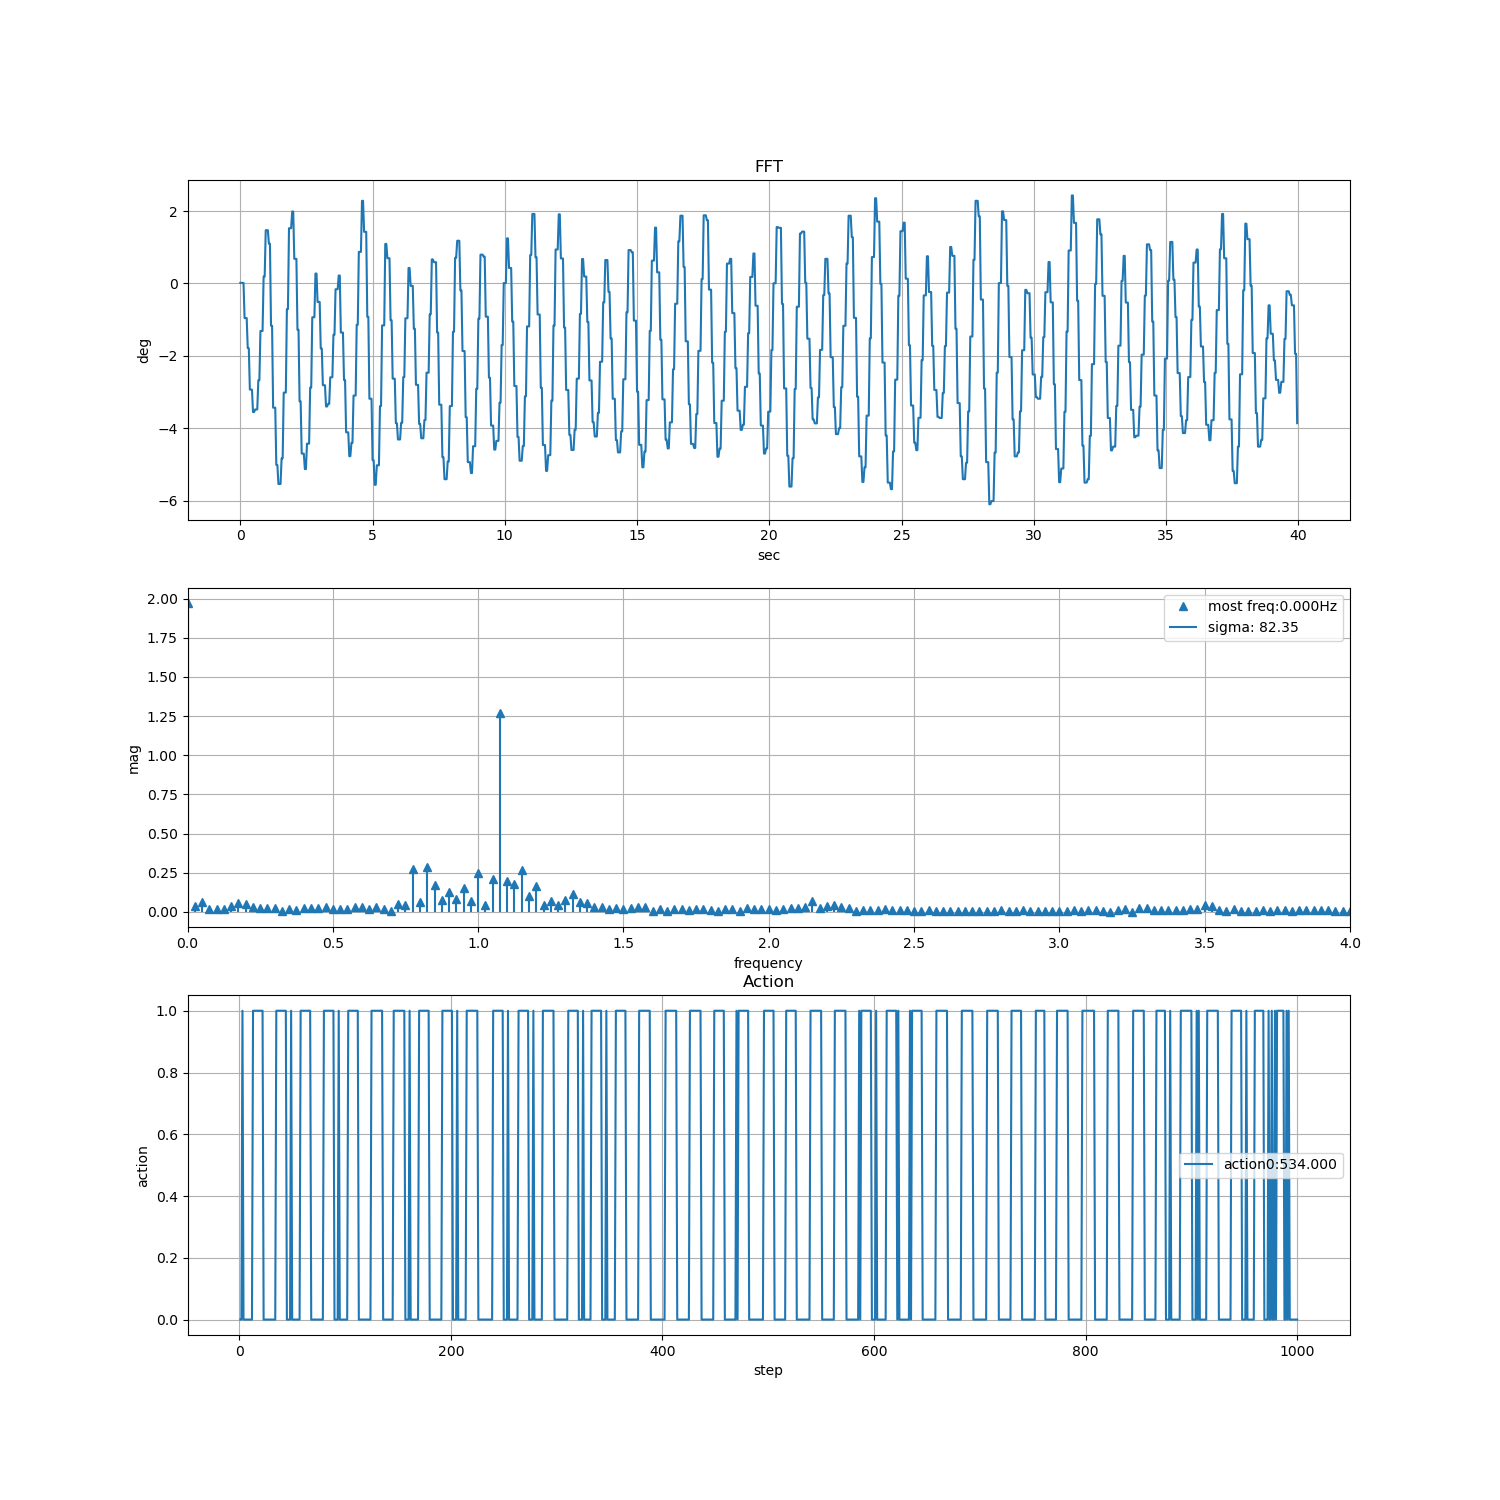 FFT
2
0
−2
−4
−6
deg
0 5 10 15 20 25 30 35 40
sec
2.00
1.75
1.50
1.25
1.00
0.75
0.50
0.25
0.00
mag
most freq:0.000Hz
sigma: 82.35
0.0 0.5 1.0 1.5 2.0 2.5 3.0 3.5 4.0
frequency
Action
1.0
0.8
0.6
0.4
0.2
0.0
action
action0:534.000
0 200 400 600 800 1000
step